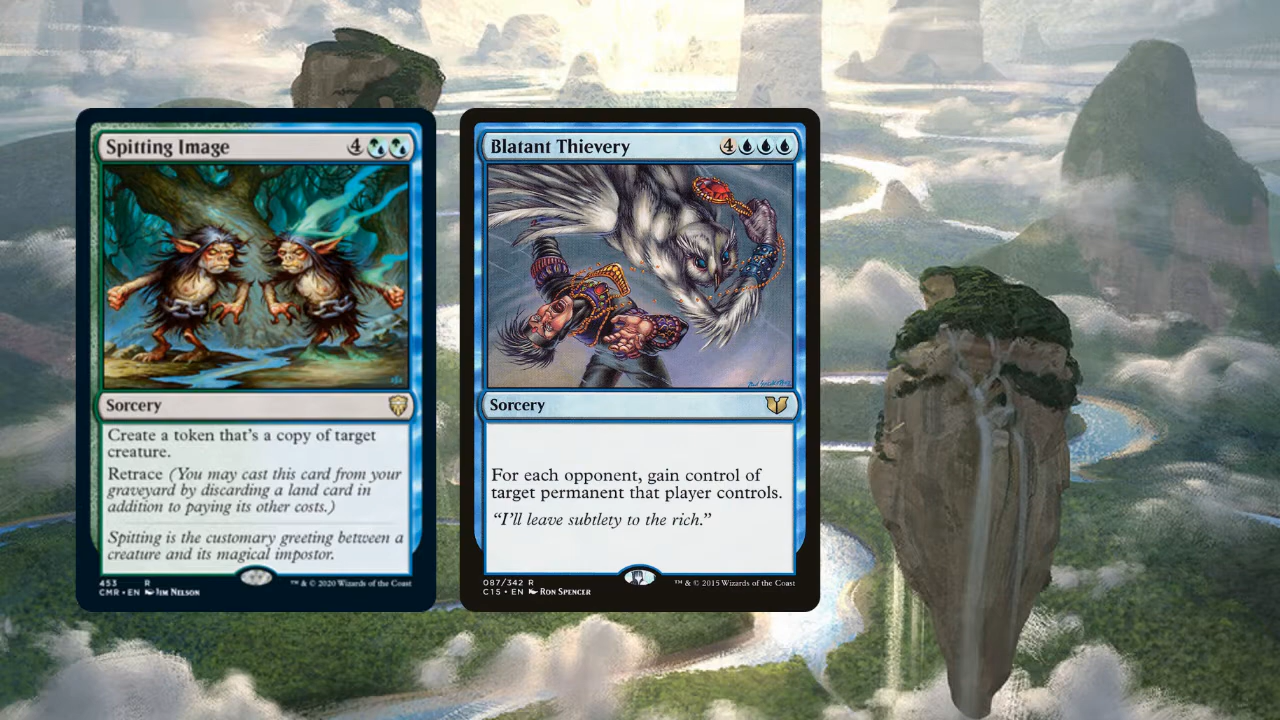 Spitting Image 4
Sorcery
Create a token that's a copy of target
creature.
Retrace (You may cast this card from your
graveyard by discarding a land card in
addition to paying its other costs.)
Spitting is the customary greeting between a
creature and its magical impostor.
453 R
CMR • EN Jim Nelson
™ & © 2020 Wizards of the Coast
Blatant Thievery 4
Sorcery
For each opponent, gain control of
target permanent that player controls.
“I'll leave subtlety to the rich.”
087/342 R
C15 • EN Ron Spencer
™ & © 2015 Wizards of the Coast